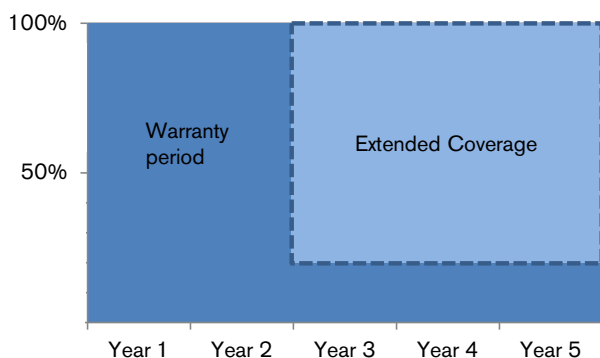 100%
Warranty
period
Extended Coverage
50%
Year 1
Year 2
Year 3
Year 4
Year 5